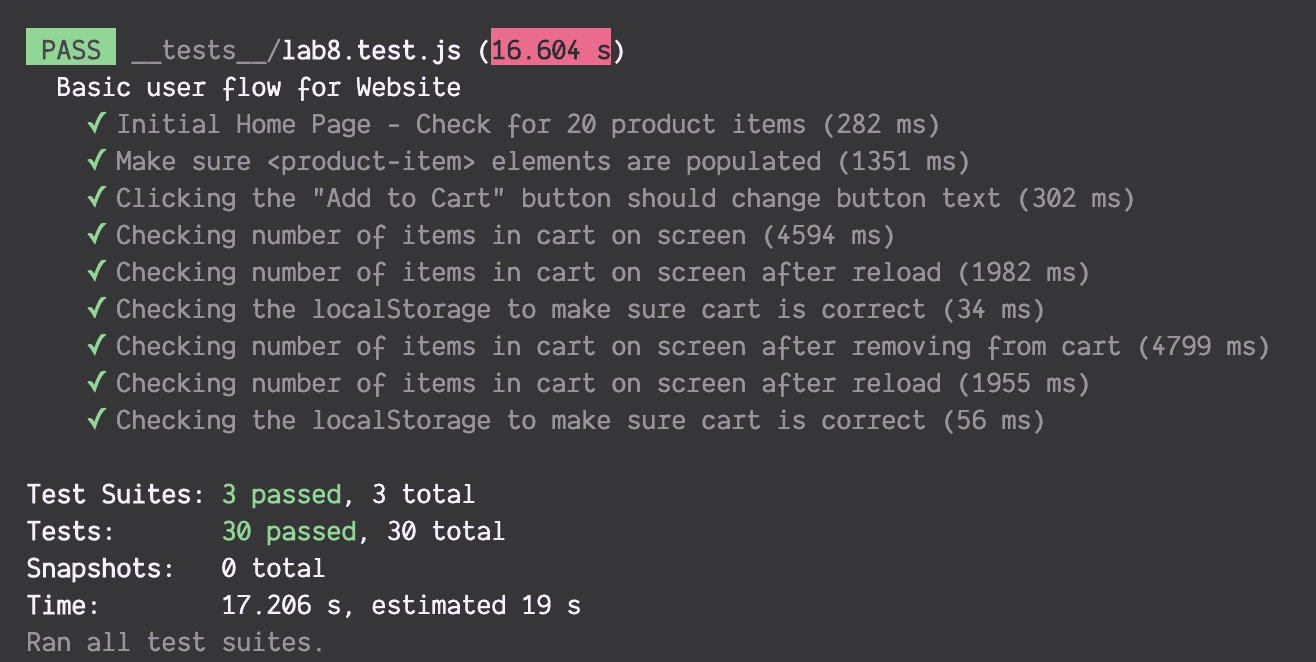 PASS __tests__/lab8.test.js (16.604 s)
Basic user flow for Website
✓ Initial Home Page - Check for 20 product items (282 ms)
✓ Make sure <product-item> elements are populated (1351 ms)
✓ Clicking the "Add to Cart" button should change button text (302 ms)
✓ Checking number of items in cart on screen (4594 ms)
✓ Checking number of items in cart on screen after reload (1982 ms)
✓ Checking the localStorage to make sure cart is correct (34 ms)
✓ Checking number of items in cart on screen after removing from cart (4799 ms)
✓ Checking number of items in cart on screen after reload (1955 ms)
✓ Checking the localStorage to make sure cart is correct (56 ms)
Test Suites: 3 passed, 3 total
Tests: 30 passed, 30 total
Snapshots: 0 total
Time: 17.206 s, estimated 19 s
Ran all test suites.